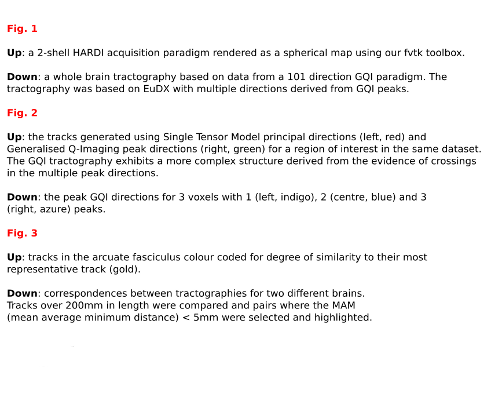 Fig. 1
Up: a 2-shell HARDI acquisition paradigm rendered as a spherical map using our fvtk toolbox.
Down: a whole brain tractography based on data from a 101 direction GQI paradigm. The
tractography was based on EuDX with multiple directions derived from GQI peaks.
Fig. 2
Up: the tracks generated using Single Tensor Model principal directions (left, red) and
Generalised Q-Imaging peak directions (right, green) for a region of interest in the same dataset.
The GQI tractography exhibits a more complex structure derived from the evidence of crossings
in the multiple peak directions.
Down: the peak GQI directions for 3 voxels with 1 (left, indigo), 2 (centre, blue) and 3
(right, azure) peaks.
Fig. 3
Up: tracks in the arcuate fasciculus colour coded for degree of similarity to their most
representative track (gold).
Down: correspondences between tractographies for two different brains.
Tracks over 200mm in length were compared and pairs where the MAM
(mean average minimum distance) < 5mm were selected and highlighted.